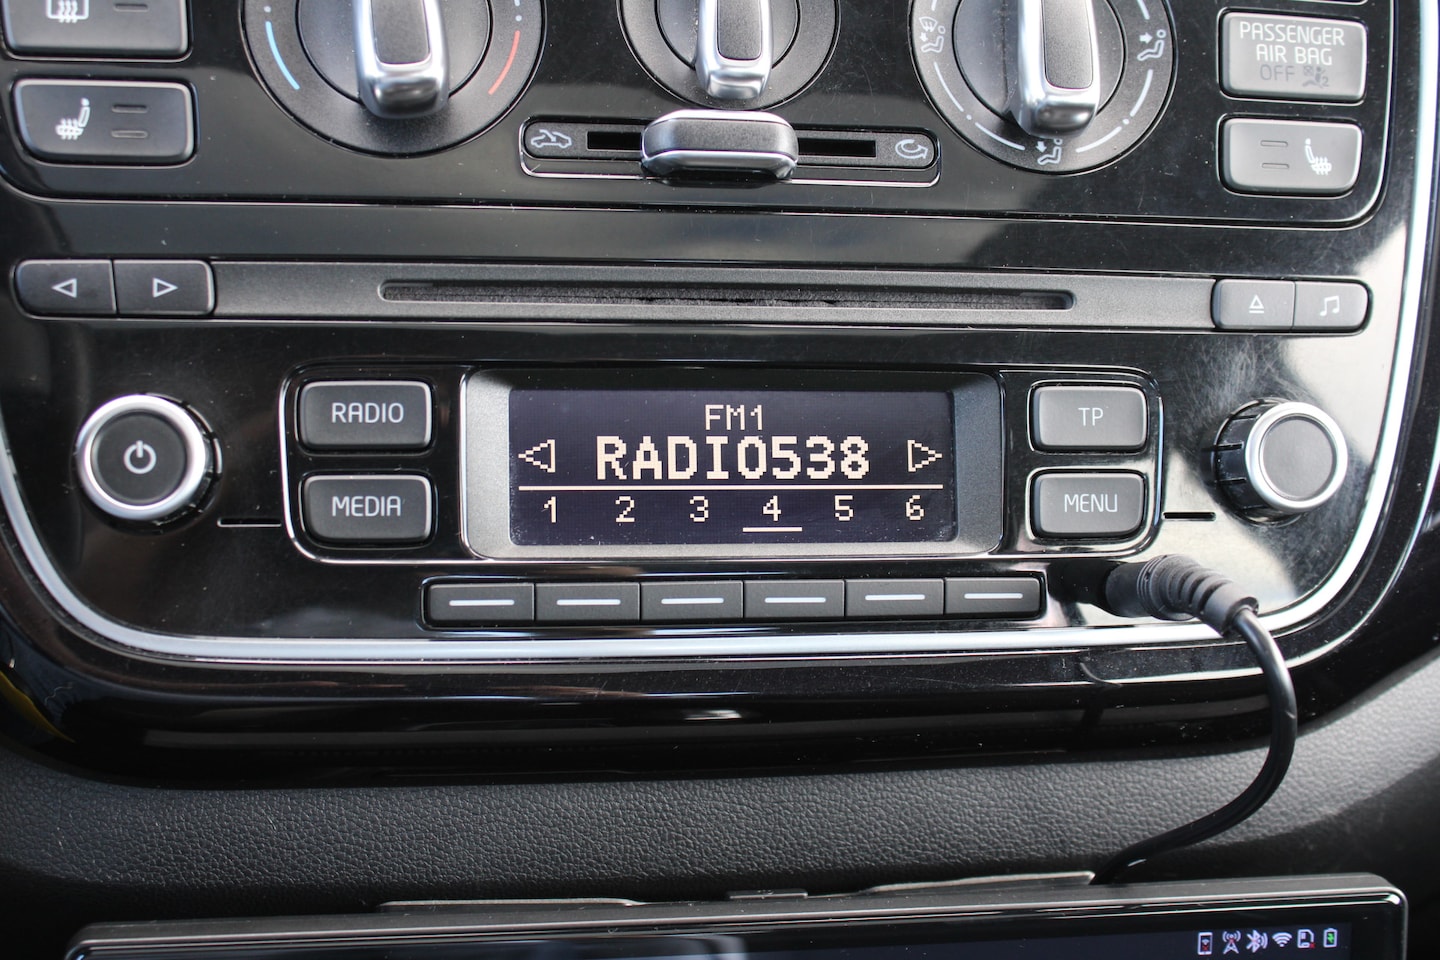 PASSENGER
AIR BAG
OFF
RADIO
MEDIA
FM1
RADIO538
1 2 3 4 5 6
TP
MENU